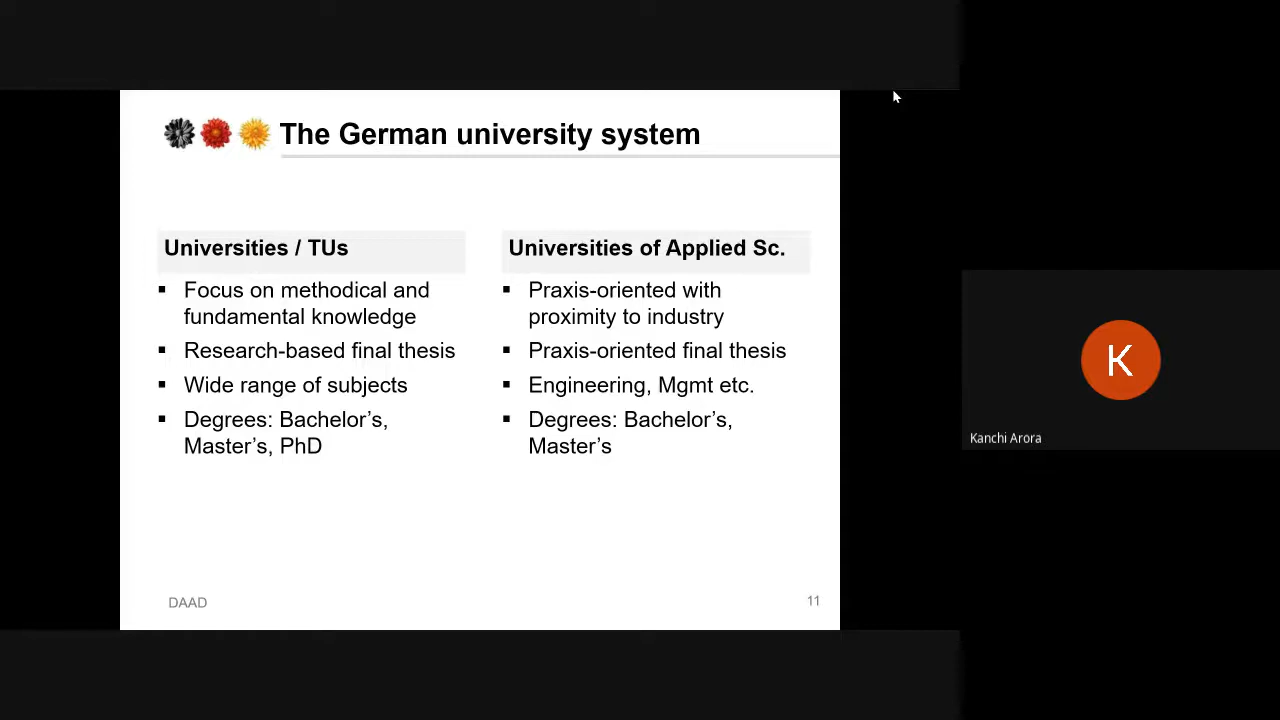 The German university system
Universities / TUs
▪ Focus on methodical and
fundamental knowledge
▪ Research-based final thesis
▪ Wide range of subjects
▪ Degrees: Bachelor’s,
Master’s, PhD
Universities of Applied Sc.
▪ Praxis-oriented with
proximity to industry
▪ Praxis-oriented final thesis
▪ Engineering, Mgmt etc.
▪ Degrees: Bachelor’s,
Master’s
DAAD
11
K
Kanchi Arora